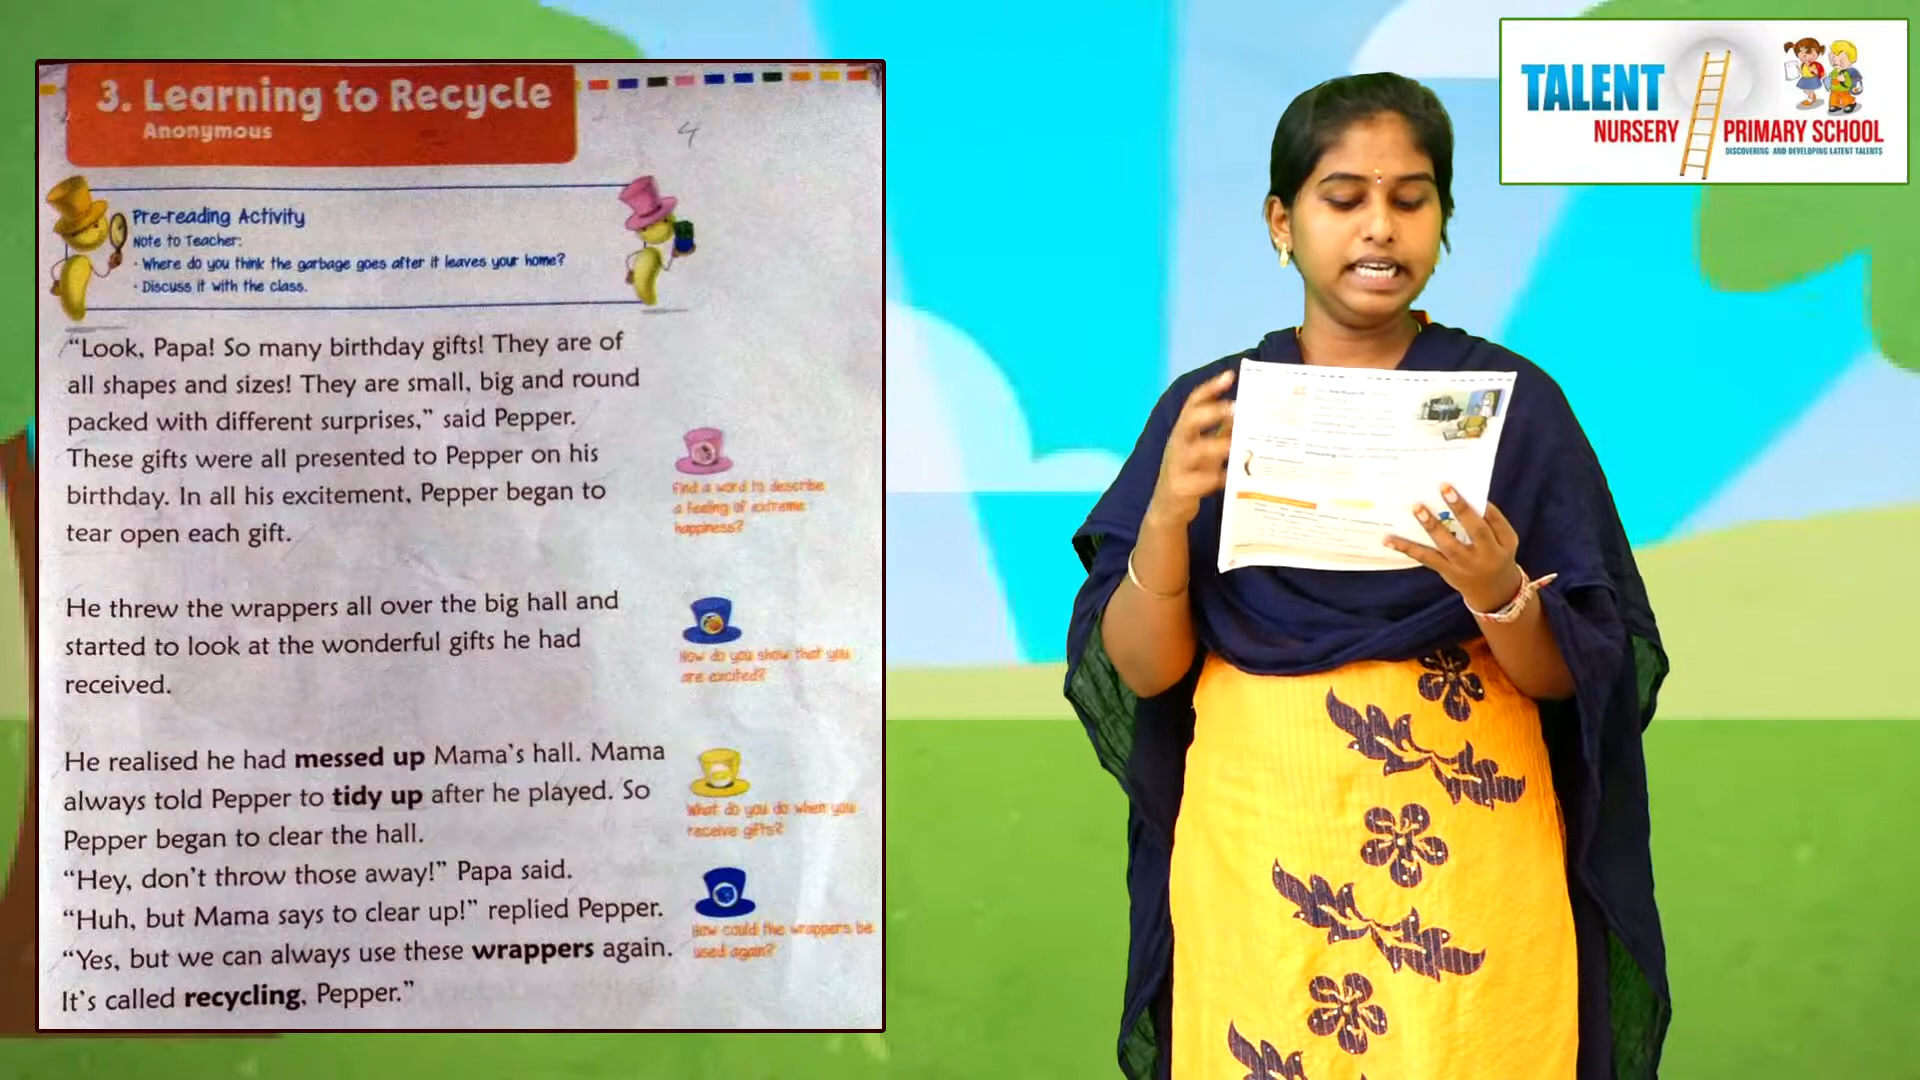 3. Learning to Recycle
Anonymous
4
Pre-reading Activity
Note to Teacher:
· Where do you think the garbage goes after it leaves your home?
· Discuss it with the class.
“Look, Papa! So many birthday gifts! They are of
all shapes and sizes! They are small, big and round
packed with different surprises,” said Pepper.
These gifts were all presented to Pepper on his
birthday. In all his excitement, Pepper began to
tear open each gift.
Find a word to describe
a feeling of extreme
happiness?
He threw the wrappers all over the big hall and
started to look at the wonderful gifts he had
received.
How do you show that you
are excited?
He realised he had messed up Mama’s hall. Mama
always told Pepper to tidy up after he played. So
Pepper began to clear the hall.
What do you do when you
receive gifts?
“Hey, don’t throw those away!” Papa said.
“Huh, but Mama says to clear up!” replied Pepper.
“Yes, but we can always use these wrappers again.
It’s called recycling, Pepper.”
How could the wrappers be
used again?
TALENT
NURSERY PRIMARY SCHOOL
DISCOVERING AND DEVELOPING LATENT TALENTS